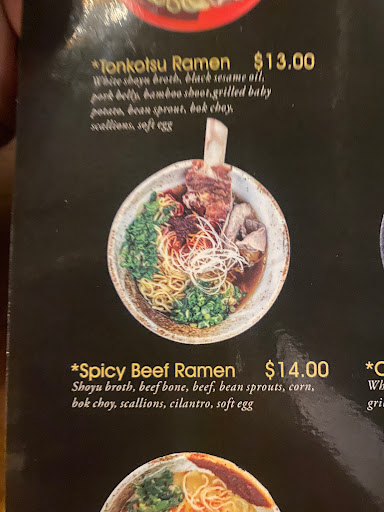 *Tonkotsu Ramen $13.00
White shoyu broth, black sesame oil,
pork belly, bamboo shoot,grilled baby
potato, bean sprout, bok choy,
scallions, soft egg
*Spicy Beef Ramen $14.00
Shoyu broth, beef bone, beef, bean sprouts, corn,
bok choy, scallions, cilantro, soft egg